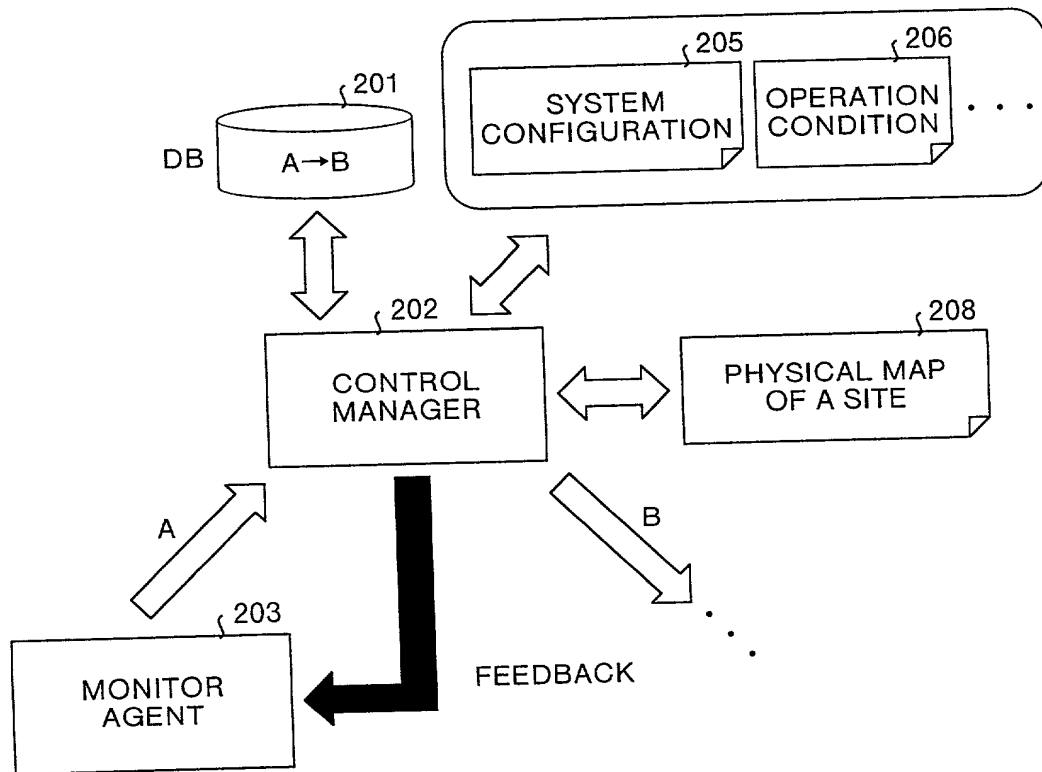 205
206
SYSTEM
CONFIGURATION
OPERATION
CONDITION
. . .
201
DB
A→B
202
CONTROL
MANAGER
208
PHYSICAL MAP
OF A SITE
A
B
203
MONITOR
AGENT
FEEDBACK